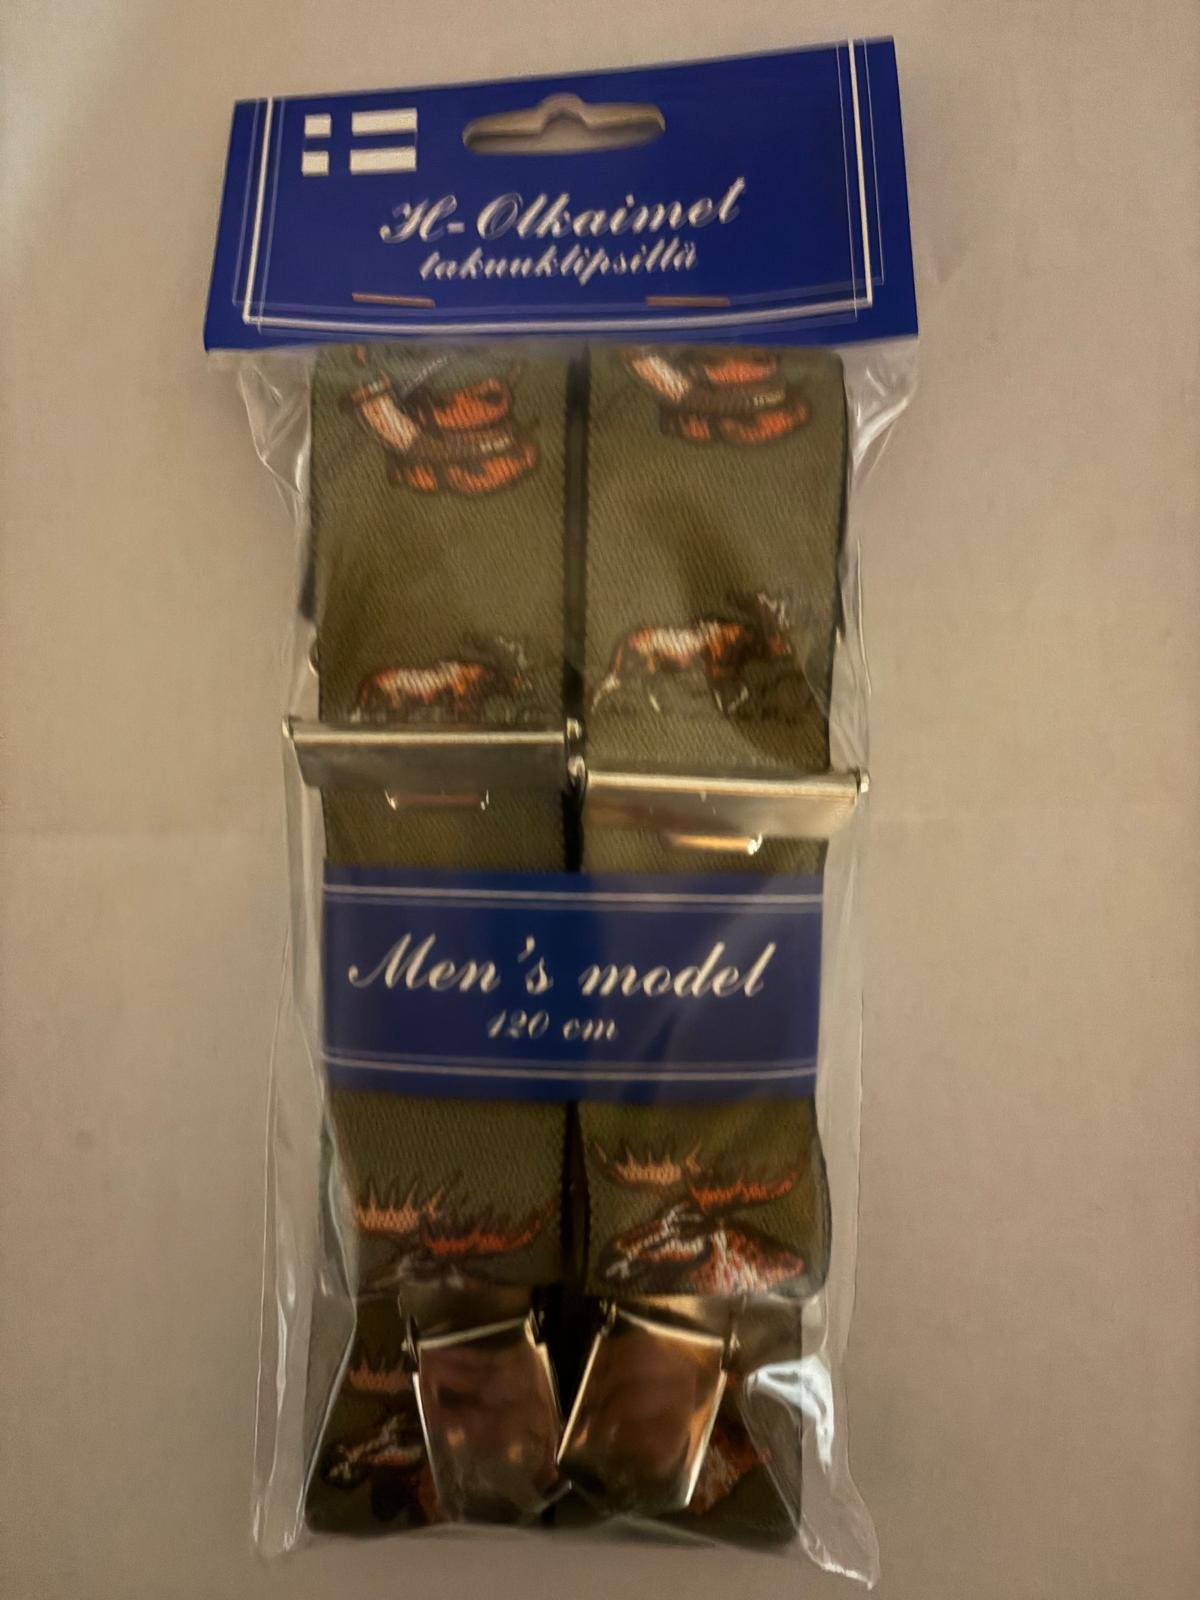 H-Olkaimet
takuuklipsillä
Men's model
120 cm